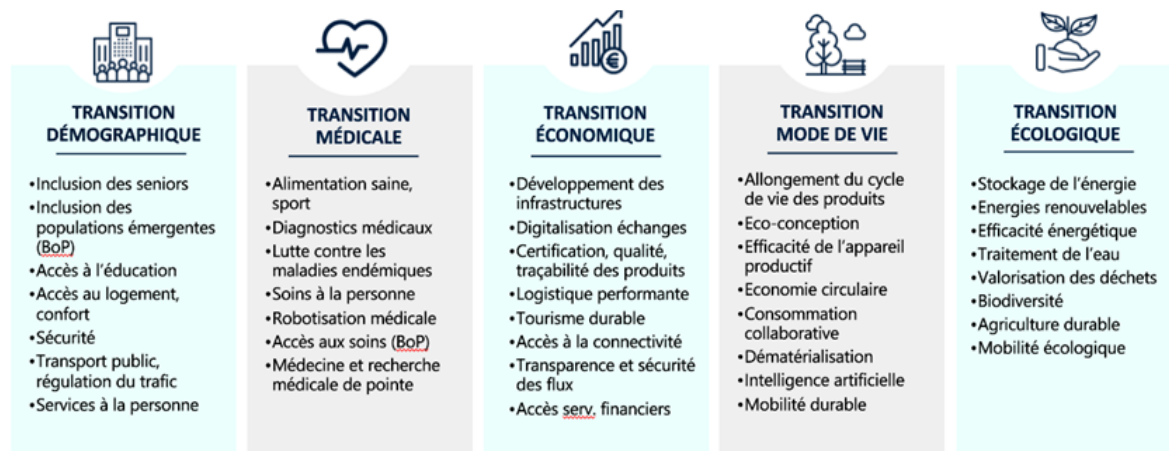 TRANSITION
DÉMOGRAPHIQUE
•Inclusion des seniors
•Inclusion des
populations émergentes
(BoP)
•Accès à l'éducation
•Accès au logement,
confort
•Sécurité
•Transport public,
régulation du trafic
•Services à la personne
TRANSITION
MÉDICALE
•Alimentation saine,
sport
•Diagnostics médicaux
•Lutte contre les
maladies endémiques
•Soins à la personne
•Robotisation médicale
•Accès aux soins (BoP)
•Médecine et recherche
médicale de pointe
TRANSITION
ÉCONOMIQUE
•Développement des
infrastructures
•Digitalisation échanges
•Certification, qualité,
traçabilité des produits
•Logistique performante
•Tourisme durable
•Accès à la connectivité
•Transparence et sécurité
des flux
•Accès serv. financiers
TRANSITION
MODE DE VIE
•Allongement du cycle
de vie des produits
•Eco-conception
•Efficacité de l'appareil
productif
•Economie circulaire
•Consommation
collaborative
•Dématérialisation
•Intelligence artificielle
•Mobilité durable
TRANSITION
ÉCOLOGIQUE
•Stockage de l'énergie
•Energies renouvelables
•Efficacité énergétique
•Traitement de l'eau
•Valorisation des déchets
•Biodiversité
•Agriculture durable
•Mobilité écologique